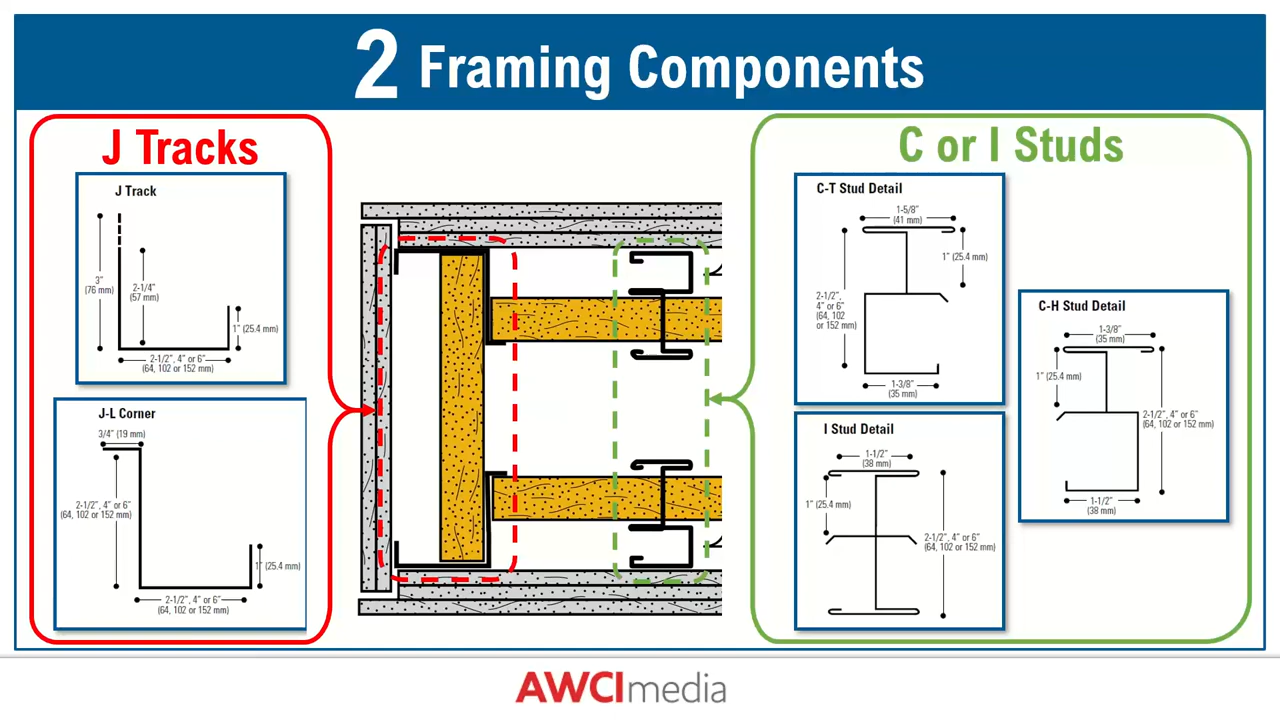 2 Framing Components
J Tracks
J Track
3"
(76 mm)
2-1/4"
(57 mm)
1" (25.4 mm)
2-1/2", 4" or 6"
(64, 102 or 152 mm)
J-L Corner
3/4" (19 mm)
2-1/2", 4" or 6"
(64, 102 or 152 mm)
1" (25.4 mm)
2-1/2", 4" or 6"
(64, 102 or 152 mm)
C or I Studs
C-T Stud Detail
1-5/8"
(41 mm)
1" (25.4 mm)
2-1/2",
4" or 6"
(64, 102
or 152 mm)
1-3/8"
(35 mm)
I Stud Detail
1-1/2"
(38 mm)
1" (25.4 mm)
2-1/2", 4" or 6"
(64, 102 or 152 mm)
C-H Stud Detail
1-3/8"
(35 mm)
1" (25.4 mm)
2-1/2", 4" or 6"
(64, 102 or 152 mm)
1-1/2"
(38 mm)
AWCImedia